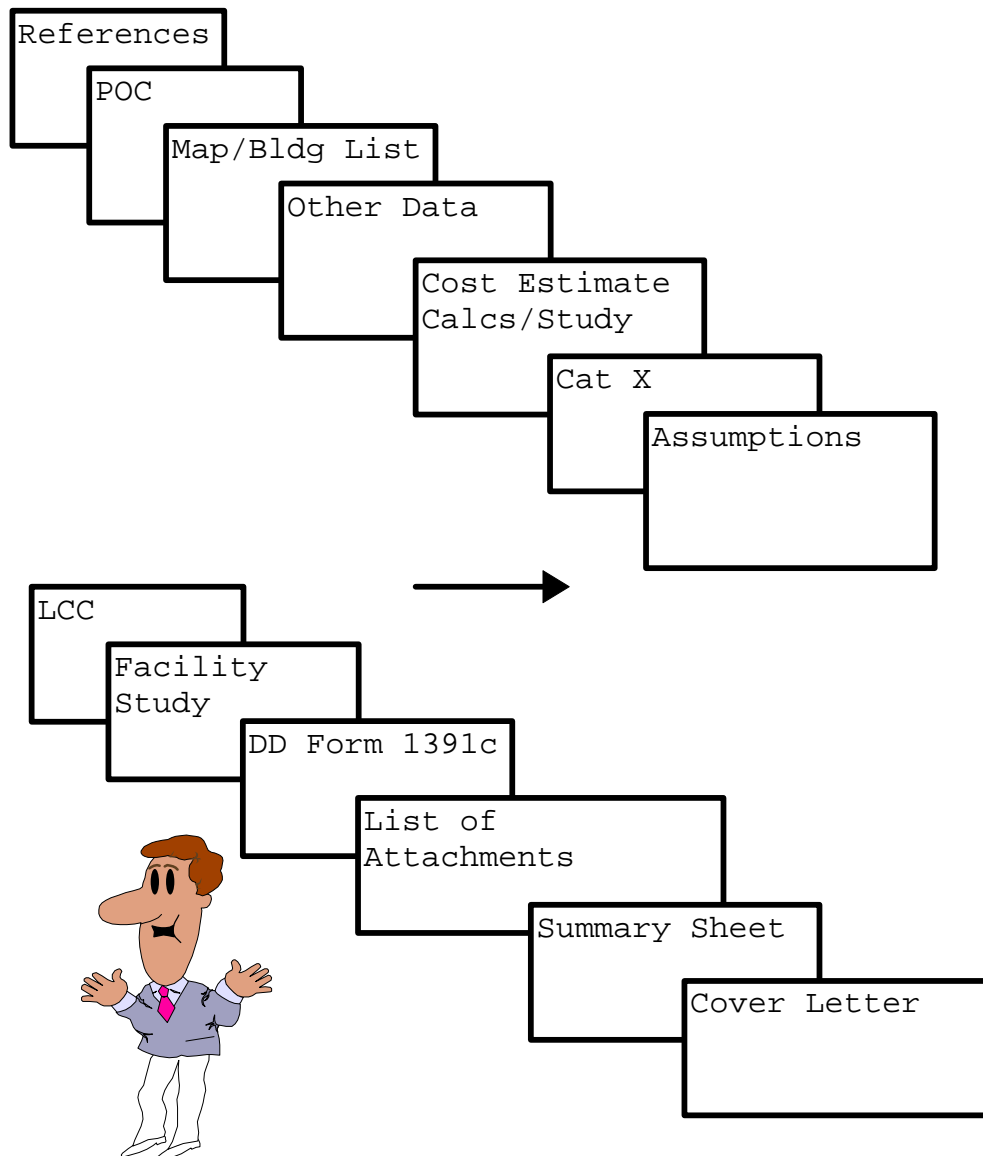 References
POC
Map/Bldg List
Other Data
Cost Estimate
Calcs/Study
Cat X
Assumptions
LCC
Facility
Study
DD Form 1391c
List of
Attachments
Summary Sheet
Cover Letter